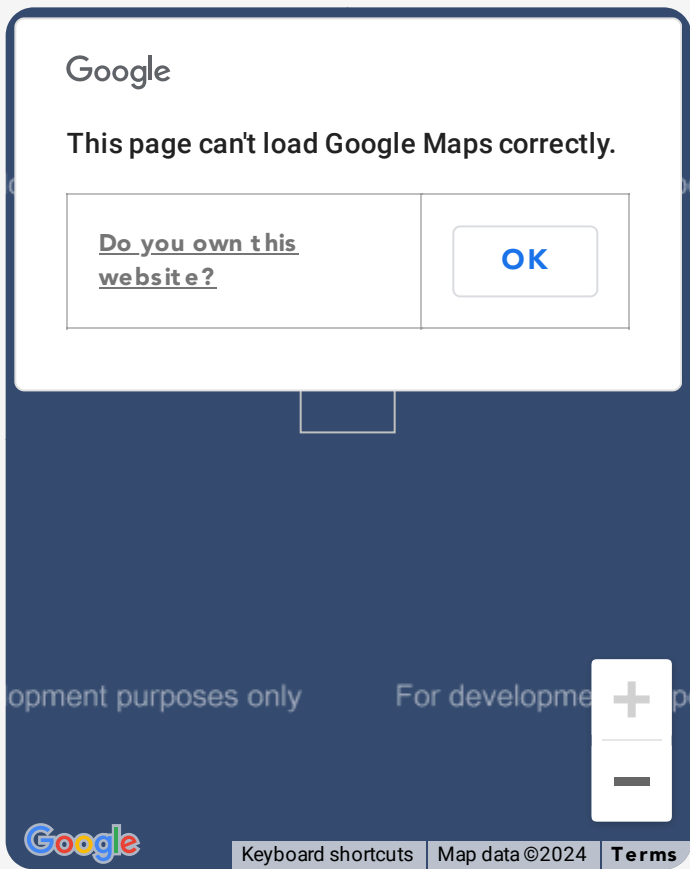 Google
This page can't load Google Maps correctly.
Do you own this
website?
OK
opment purposes only
For developme
Google
Keyboard shortcuts
Map data ©2024
Terms